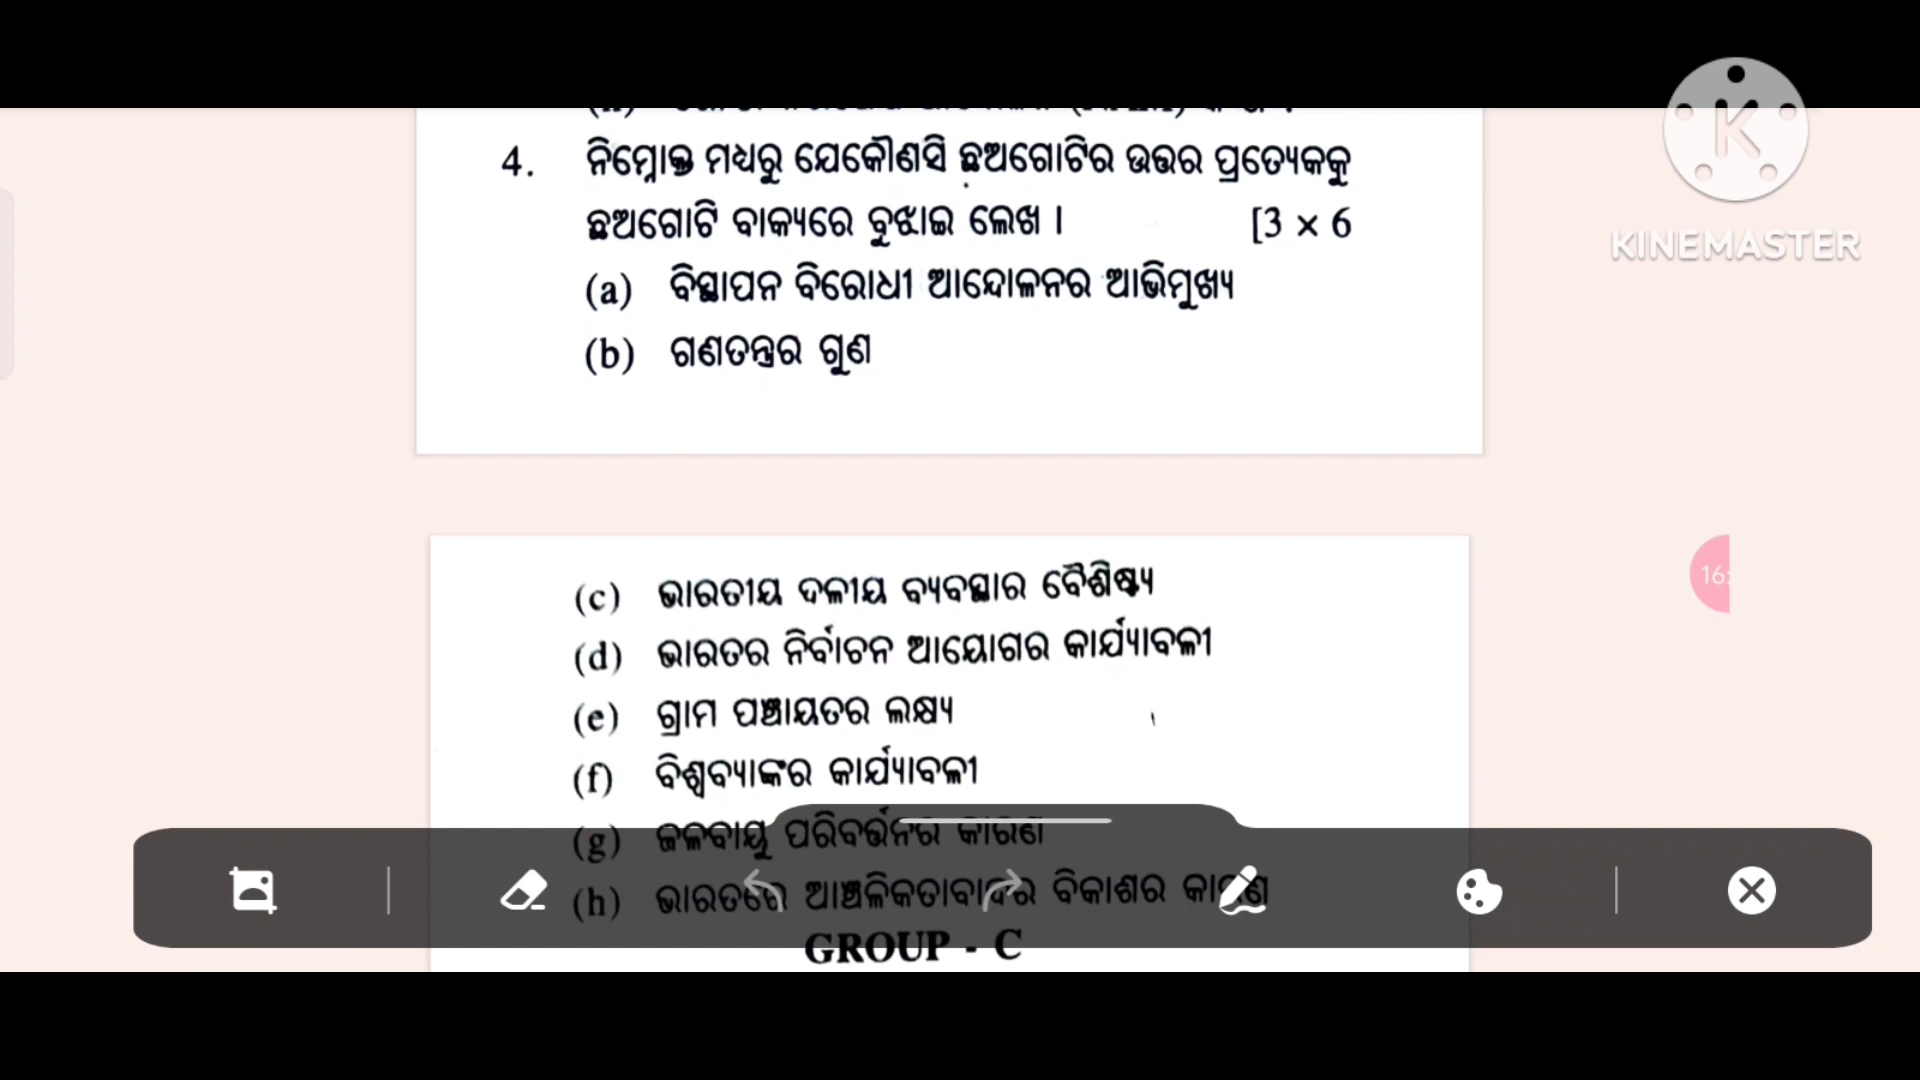 4. ନିମ୍ନୋକ୍ତ ମଧ୍ୟରୁ ଯେକୌଣସି ଛଅଗୋଟିର ଉତ୍ତର ପ୍ରତ୍ୟେକକୁ
ଛଅଗୋଟି ବାକ୍ୟରେ ବୁଝାଇ ଲେଖ । [3 × 6
(a) ବିସ୍ଥାପନ ବିରୋଧୀ ଆନ୍ଦୋଳନର ଆଭିମୁଖ୍ୟ
(b) ଗଣତନ୍ତ୍ରର ଗୁଣ
KINEMASTER
(c) ଭାରତୀୟ ଦଳୀୟ ବ୍ୟବସ୍ଥାର ବୈଶିଷ୍ଟ୍ୟ
16:
(d) ଭାରତର ନିର୍ବାଚନ ଆୟୋଗର କାର୍ଯ୍ୟାବଳୀ
(e) ଗ୍ରାମ ପଞ୍ଚାୟତର ଲକ୍ଷ୍ୟ
(f) ବିଶ୍ୱବ୍ୟାଙ୍କର କାର୍ଯ୍ୟାବଳୀ
(g) ଜଳବାୟୁ ପରିବର୍ତ୍ତନର କାରଣ
(h) ଭାରତରେ ଆଞ୍ଚଳିକତାବାଦର ବିକାଶର କାରଣ
GROUP - C